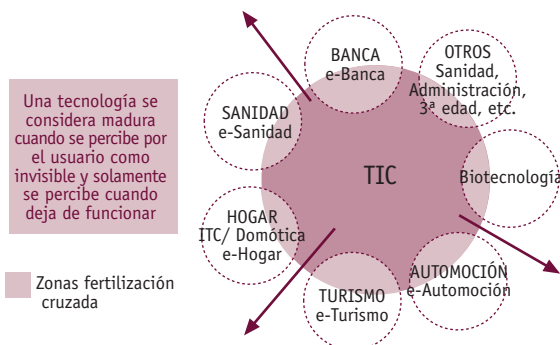 Una tecnología se
considera madura
cuando se percibe por
el usuario como
invisible y solamente
se percibe cuando
deja de funcionar
Zonas fertilización
cruzada
BANCA
e-Banca
OTROS
Sanidad,
Administración,
3ª edad, etc.
SANIDAD
e-Sanidad
TIC
Biotecnología
HOGAR
ITC/ Domótica
e-Hogar
AUTOMOCIÓN
e-Automoción
TURISMO
e-Turismo